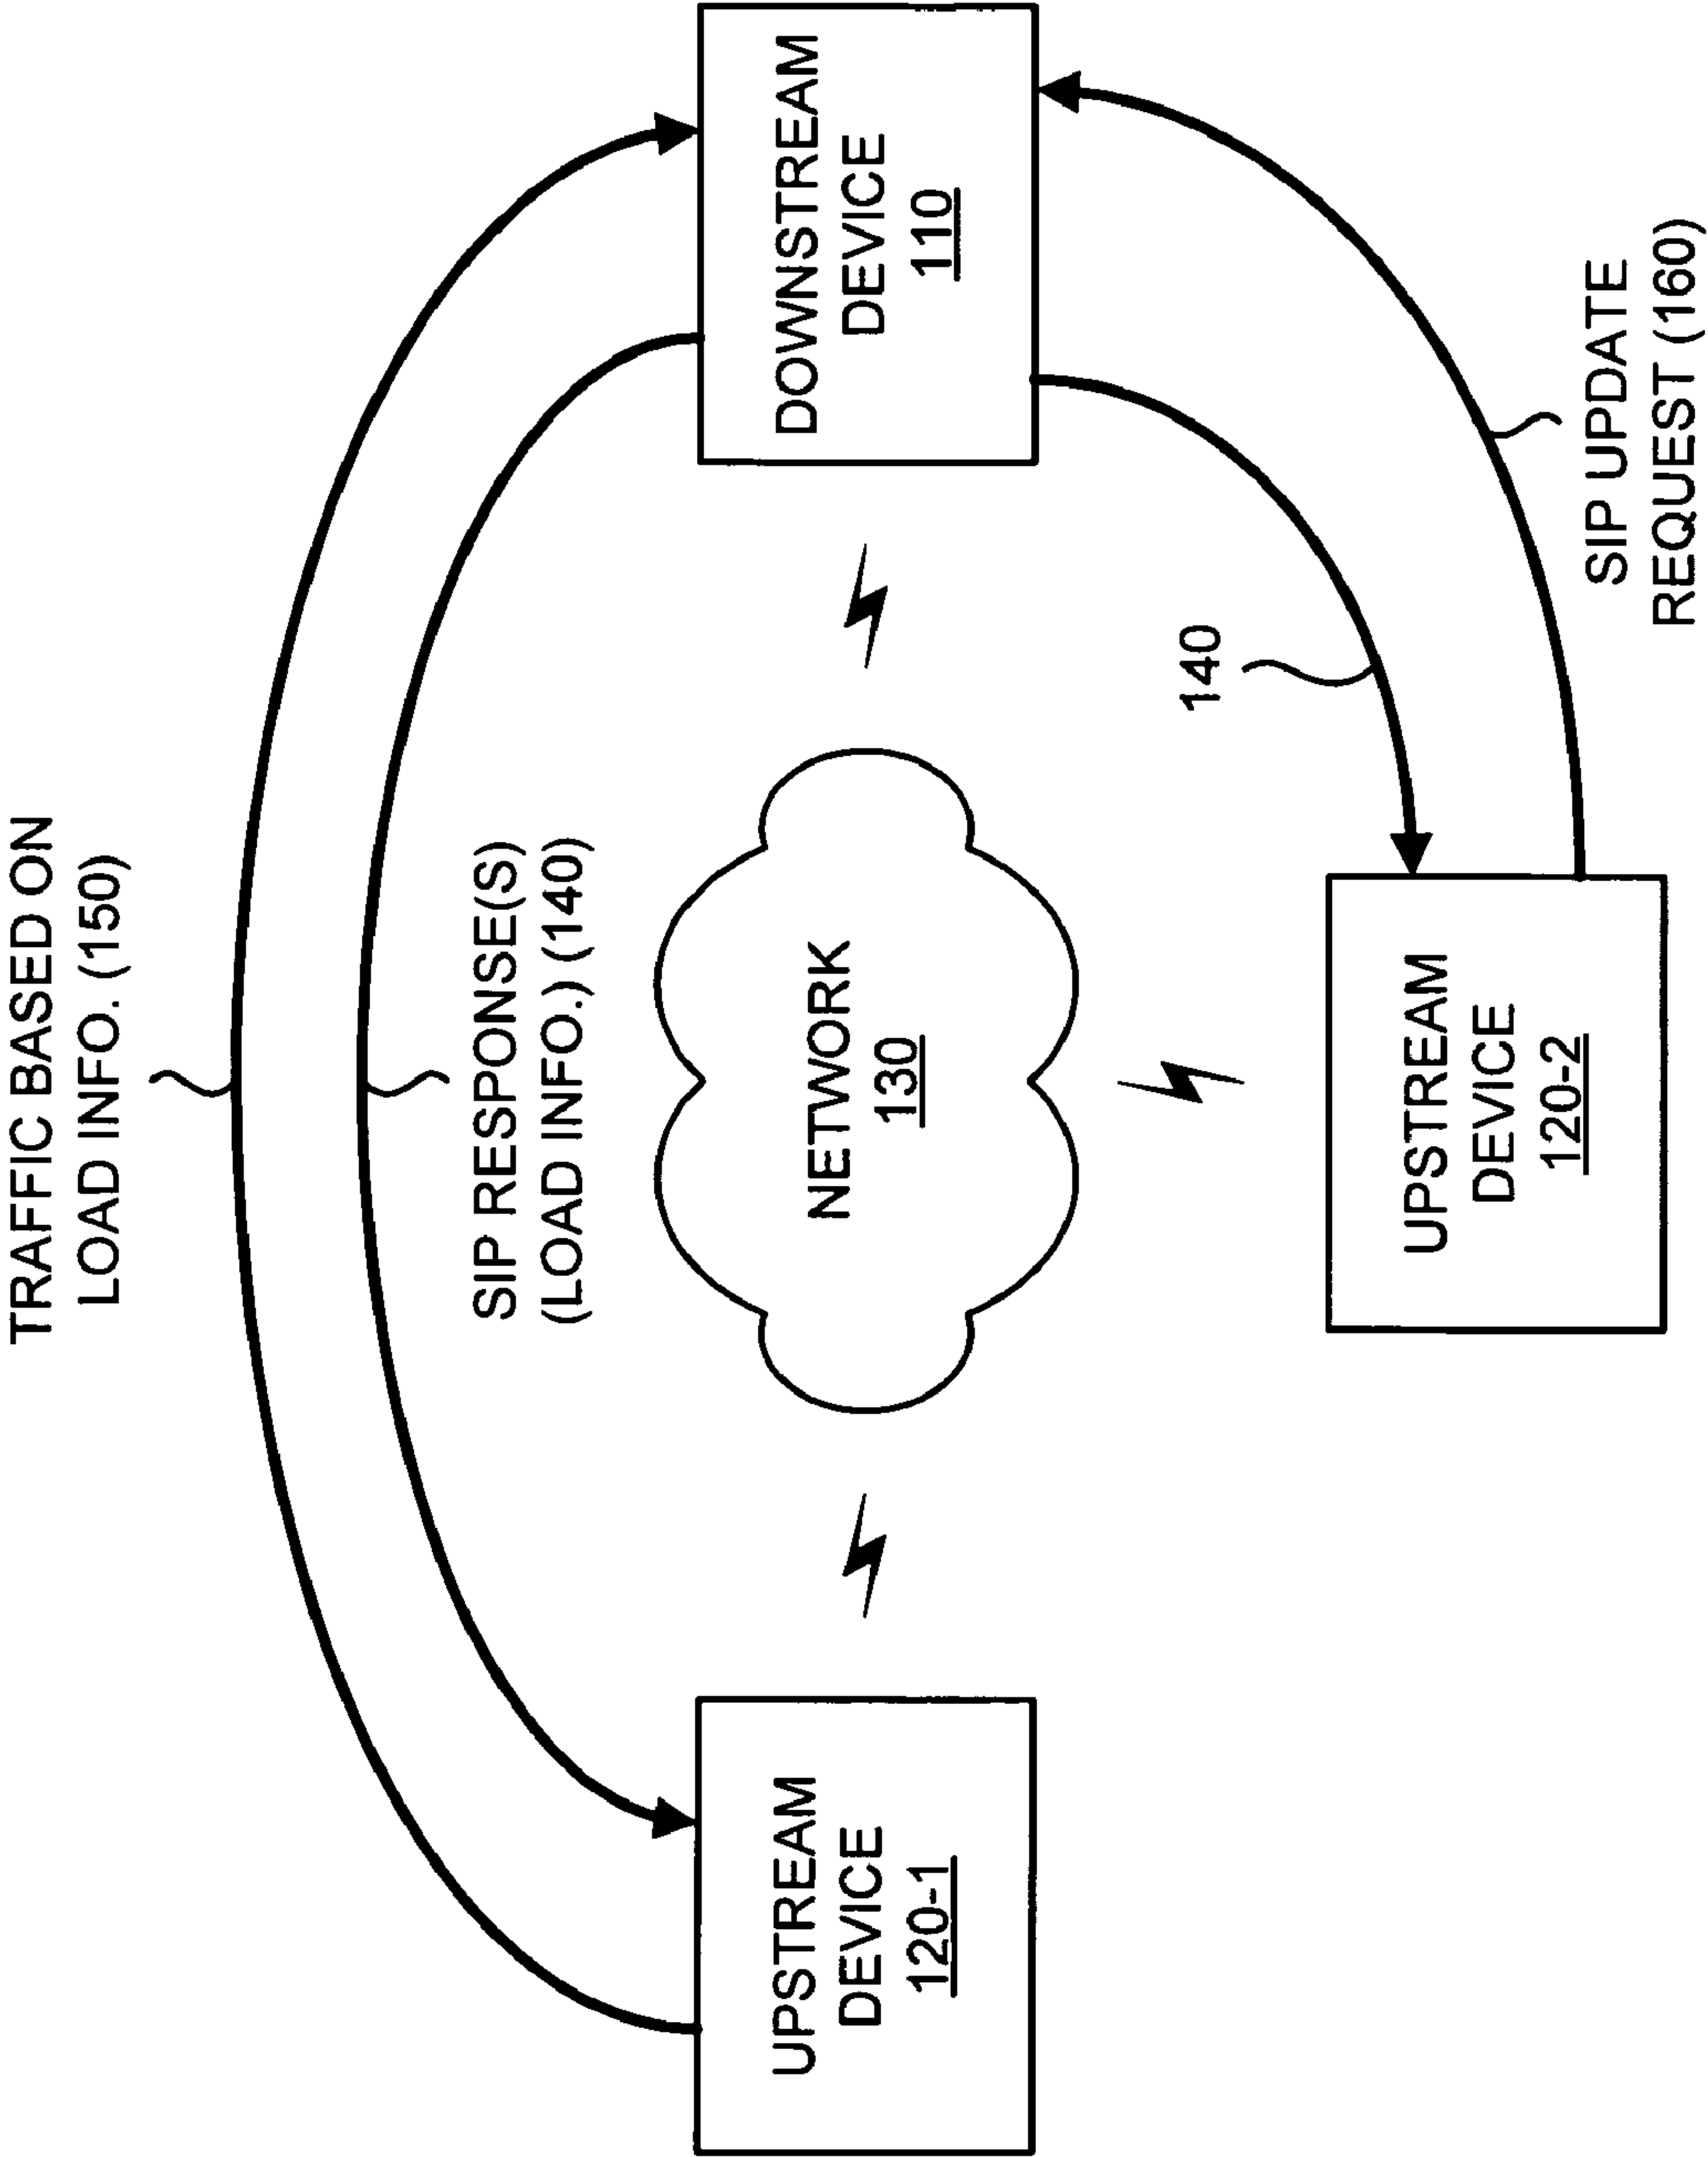 TRAFFIC BASED ON
LOAD INFO. (150)
SIP RESPONSE(S)
(LOAD INFO.) (140)
UPSTREAM
DEVICE
120-1
NETWORK
130
DOWNSTREAM
DEVICE
110
140
UPSTREAM
DEVICE
120-2
SIP UPDATE
REQUEST (160)